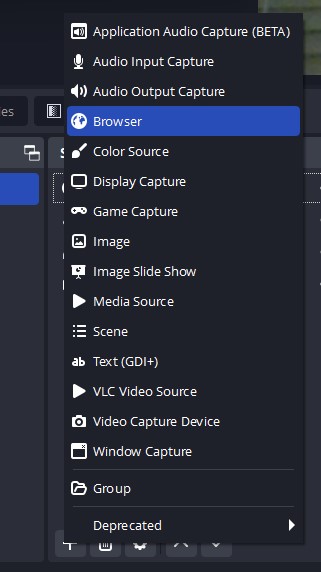 Application Audio Capture (BETA)
Audio Input Capture
Audio Output Capture
Browser
Color Source
Display Capture
Game Capture
Image
Image Slide Show
Media Source
Scene
ab Text (GDI+)
VLC Video Source
Video Capture Device
Window Capture
Group
Deprecated